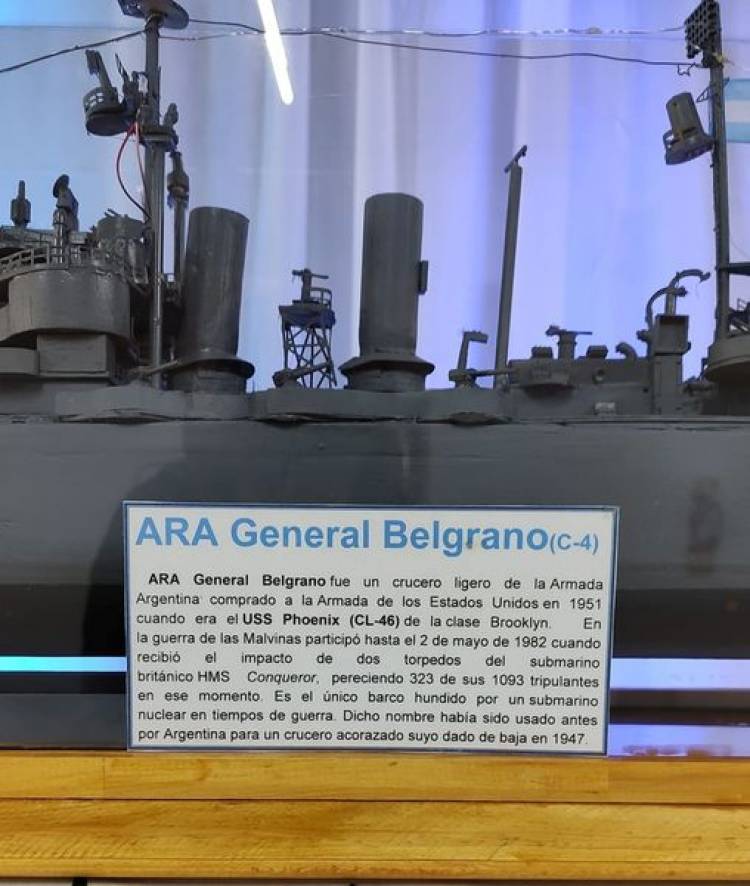 ARA General Belgrano(C-4)
ARA General Belgrano fue un crucero ligero de la Armada
Argentina comprado a la Armada de los Estados Unidos en 1951
cuando era el USS Phoenix (CL-46) de la clase Brooklyn. En
la guerra de las Malvinas participó hasta el 2 de mayo de 1982 cuando
recibió el impacto de dos torpedos del submarino
británico HMS Conqueror, pereciendo 323 de sus 1093 tripulantes
en ese momento. Es el único barco hundido por un submarino
nuclear en tiempos de guerra. Dicho nombre había sido usado antes
por Argentina para un crucero acorazado suyo dado de baja en 1947.